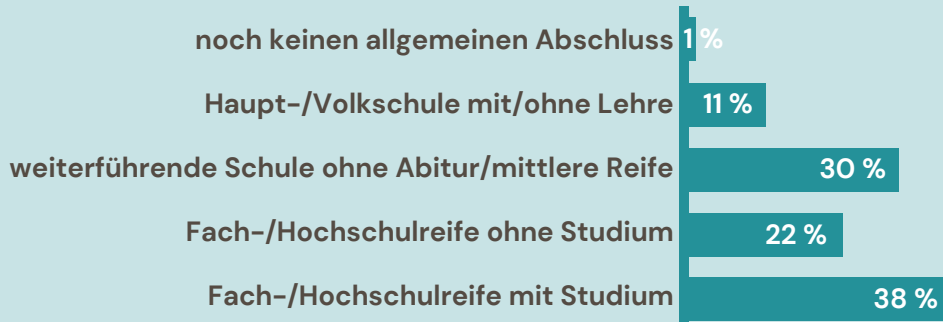 noch keinen allgemeinen Abschluss 1 %
Haupt-/Volkschule mit/ohne Lehre 11 %
weiterführende Schule ohne Abitur/mittlere Reife 30 %
Fach-/Hochschulreife ohne Studium 22 %
Fach-/Hochschulreife mit Studium 38 %